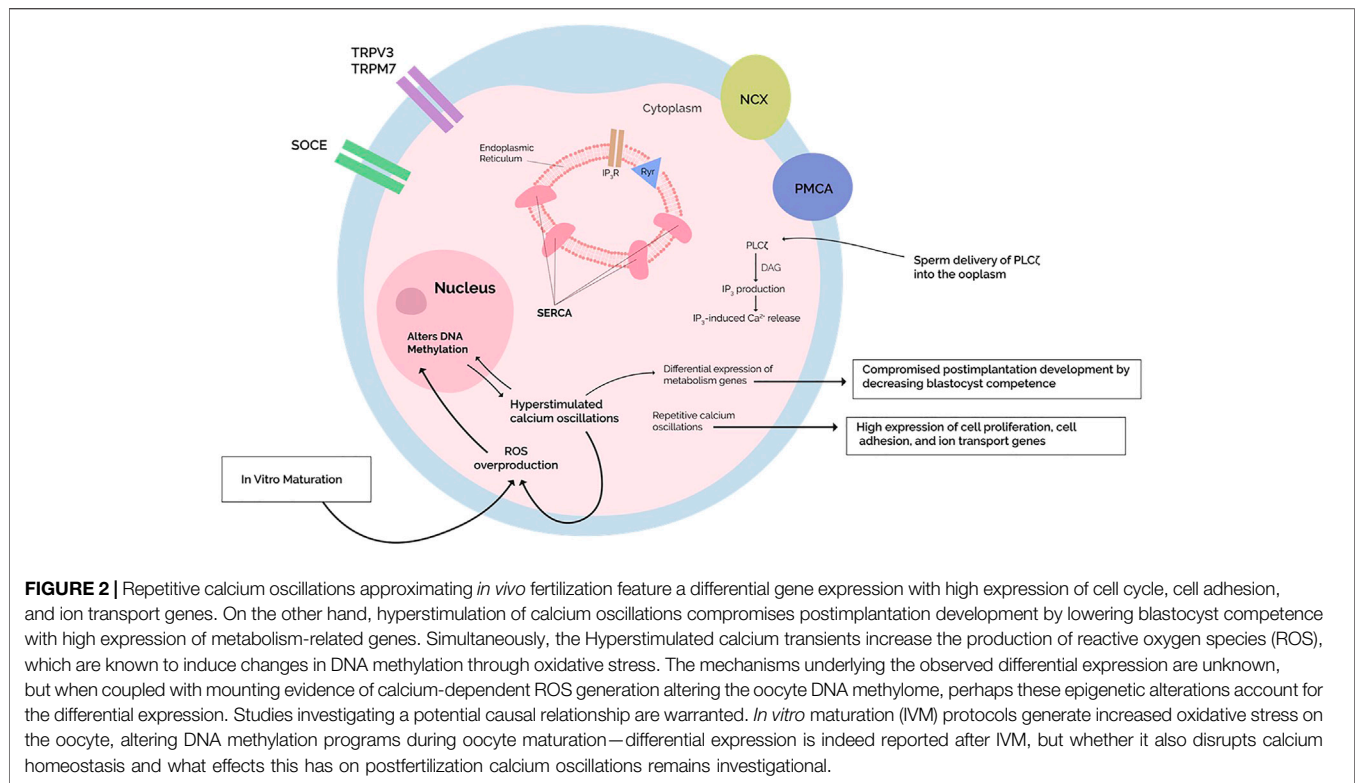 TRPV3
TRPM7
SOCE
NCX
Cytoplasm
Endoplasmic
Reticulum
IP₃R
Ryr
PMCA
PLCζ
DAG
IP₃ production
IP₃-induced Ca²⁺ release
Sperm delivery of PLCζ
into the ooplasm
Nucleus
SERCA
Alters DNA
Methylation
Hyperstimulated
calcium oscillations
Differential expression of
metabolism genes
Compromised postimplantation development by
decreasing blastocyst competence
Repetitive calcium
oscillations
High expression of cell proliferation, cell
adhesion, and ion transport genes
ROS
overproduction
In Vitro Maturation
FIGURE 2 | Repetitive calcium oscillations approximating in vivo fertilization feature a differential gene expression with high expression of cell cycle, cell adhesion,
and ion transport genes. On the other hand, hyperstimulation of calcium oscillations compromises postimplantation development by lowering blastocyst competence
with high expression of metabolism-related genes. Simultaneously, the Hyperstimulated calcium transients increase the production of reactive oxygen species (ROS),
which are known to induce changes in DNA methylation through oxidative stress. The mechanisms underlying the observed differential expression are unknown,
but when coupled with mounting evidence of calcium-dependent ROS generation altering the oocyte DNA methylome, perhaps these epigenetic alterations account for
the differential expression. Studies investigating a potential causal relationship are warranted. In vitro maturation (IVM) protocols generate increased oxidative stress on
the oocyte, altering DNA methylation programs during oocyte maturation—differential expression is indeed reported after IVM, but whether it also disrupts calcium
homeostasis and what effects this has on postfertilization calcium oscillations remains investigational.